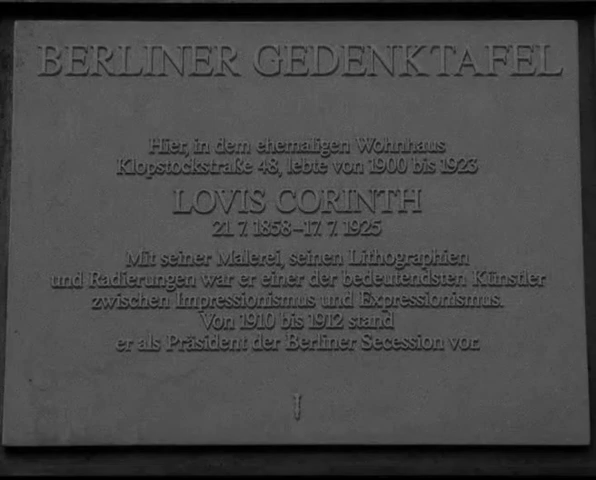 BERLINER GEDENKTAFEL
Hier, in dem ehemaligen Wohnhaus
Klopstockstraße 48, lebte von 1900 bis 1923
LOVIS CORINTH
21. 7. 1858–17. 7. 1925
Mit seiner Malerei, seinen Lithographien
und Radierungen war er einer der bedeutendsten Künstler
zwischen Impressionismus und Expressionismus.
Von 1910 bis 1912 stand
er als Präsident der Berliner Secession vor.